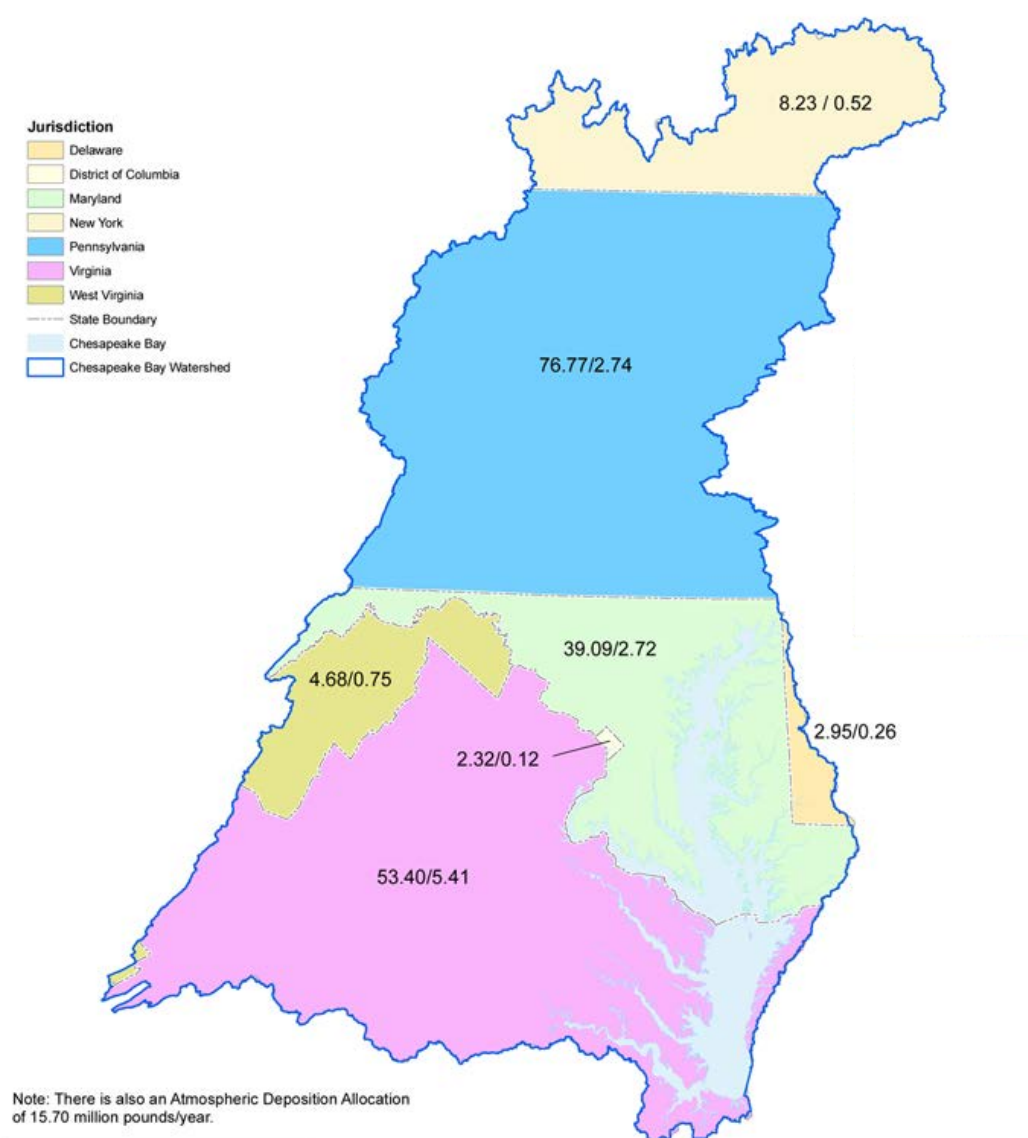 Jurisdiction
Delaware
District of Columbia
Maryland
New York
Pennsylvania
Virginia
West Virginia
State Boundary
Chesapeake Bay
Chesapeake Bay Watershed
8.23 / 0.52
76.77/2.74
39.09/2.72
4.68/0.75
2.95/0.26
2.32/0.12
53.40/5.41
Note: There is also an Atmospheric Deposition Allocation
of 15.70 million pounds/year.